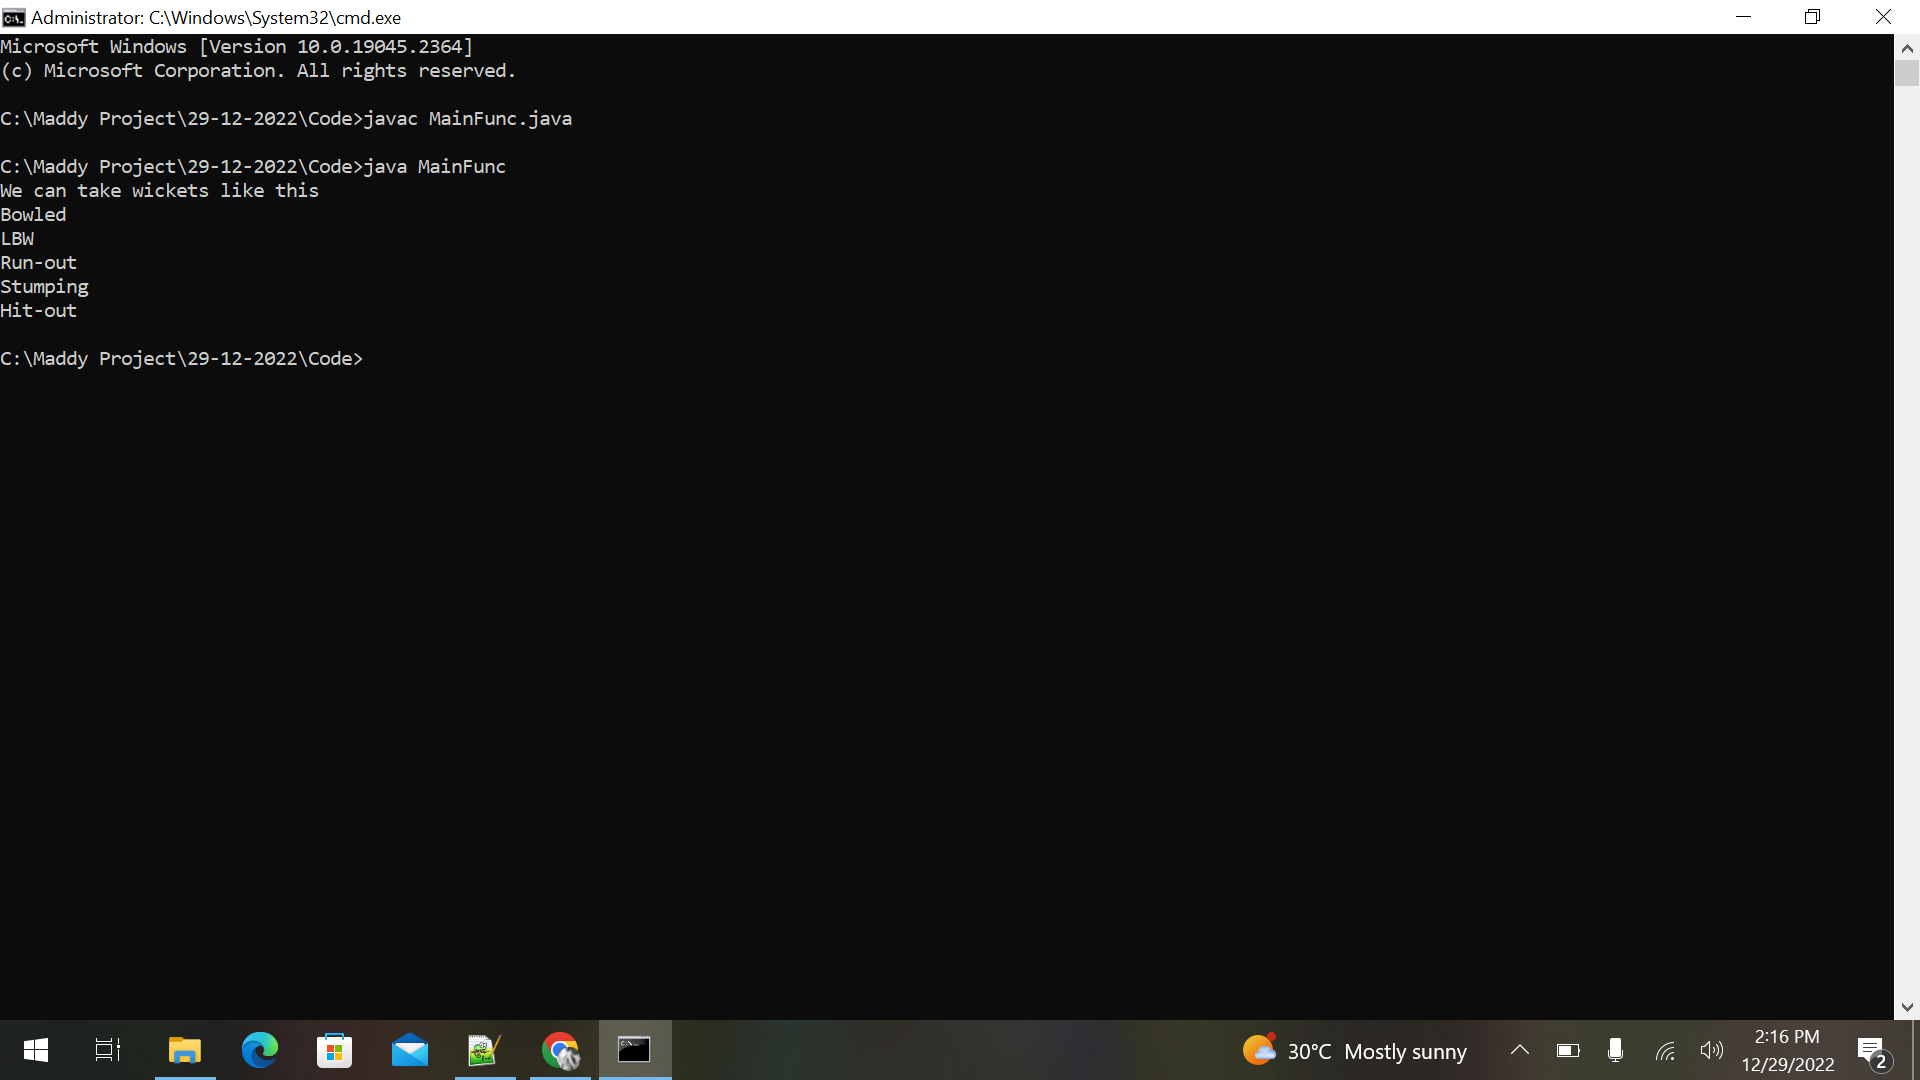 Administrator: C:\Windows\System32\cmd.exe
Microsoft Windows [Version 10.0.19045.2364]
(c) Microsoft Corporation. All rights reserved.
C:\Maddy Project\29-12-2022\Code>javac MainFunc.java
C:\Maddy Project\29-12-2022\Code>java MainFunc
We can take wickets like this
Bowled
LBW
Run-out
Stumping
Hit-out
C:\Maddy Project\29-12-2022\Code>
30°C Mostly sunny
2:16 PM
12/29/2022
2